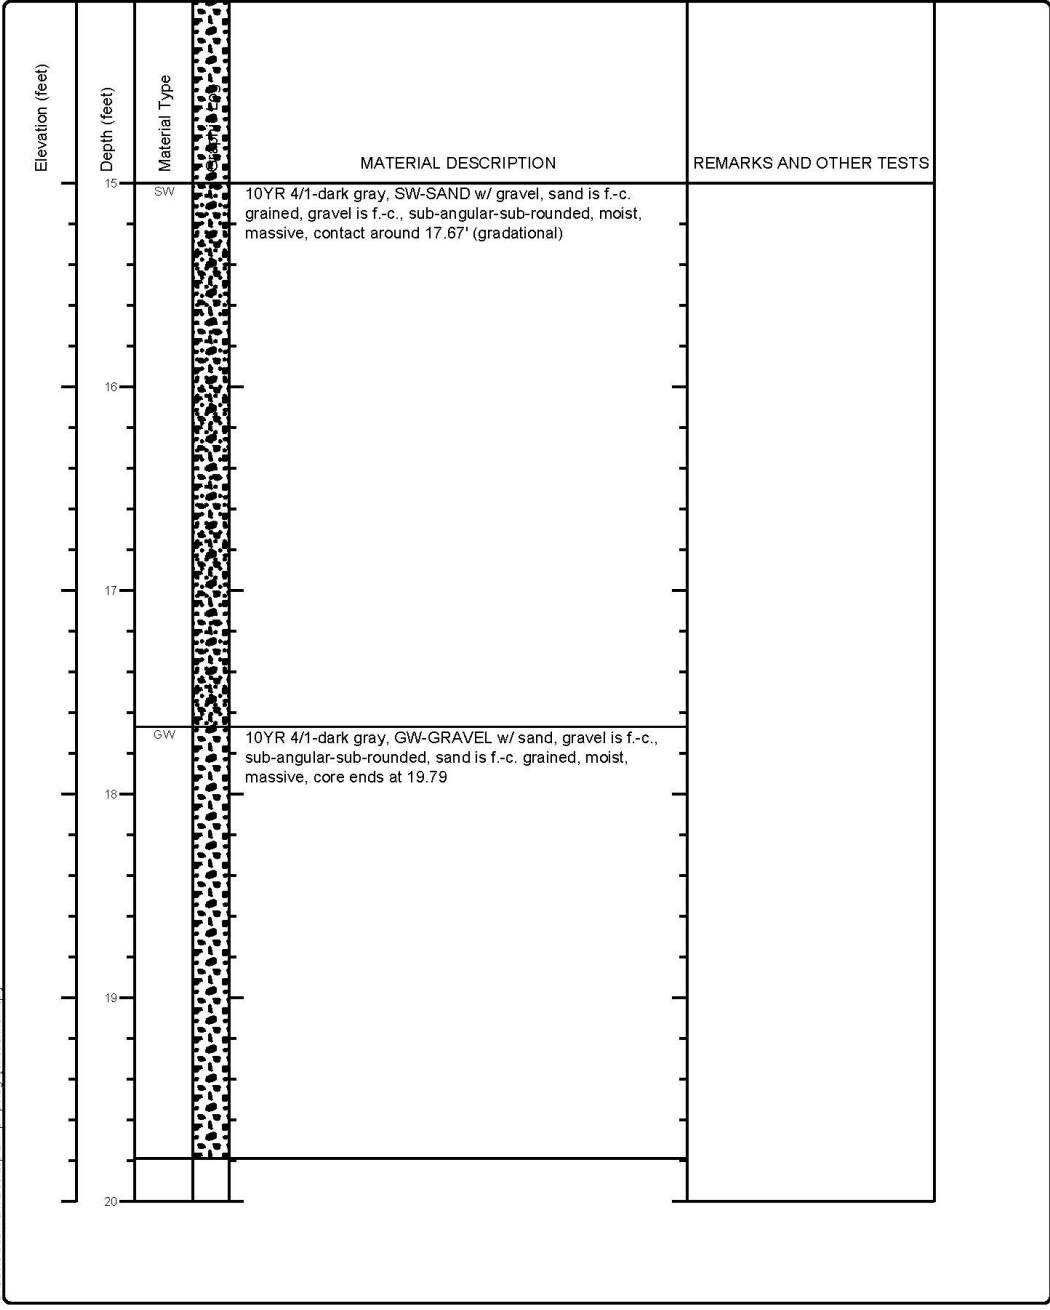 Elevation (feet)
Depth (feet)
Material Type
Graphic Log
MATERIAL DESCRIPTION
REMARKS AND OTHER TESTS
15
SW
10YR 4/1-dark gray, SW-SAND w/ gravel, sand is f.-c.
grained, gravel is f.-c., sub-angular-sub-rounded, moist,
massive, contact around 17.67' (gradational)
16
17
GW
10YR 4/1-dark gray, GW-GRAVEL w/ sand, gravel is f.-c.,
sub-angular-sub-rounded, sand is f.-c. grained, moist,
massive, core ends at 19.79
18
19
20